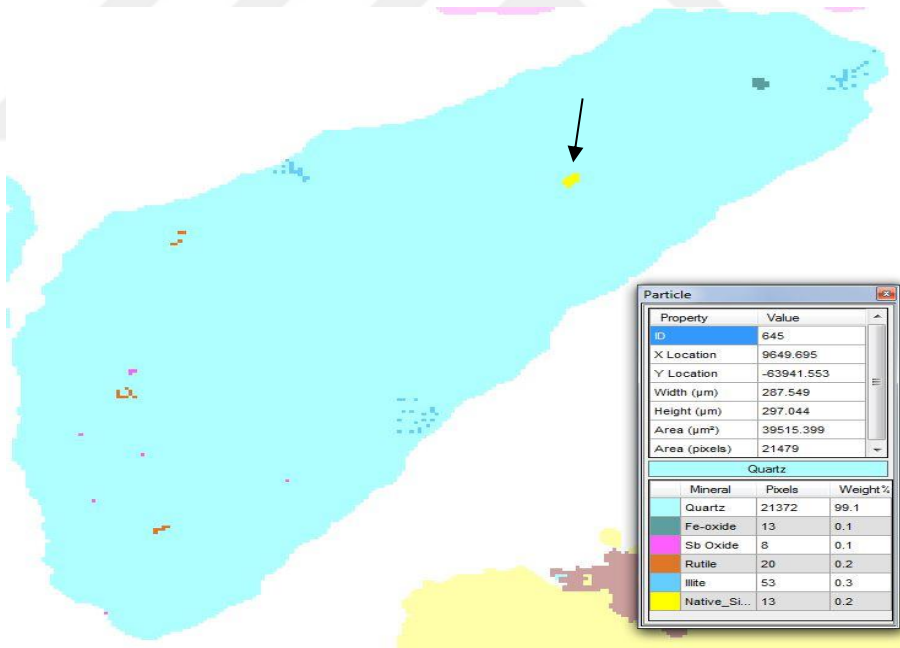 Particle
Property Value
ID 645
X Location 9649.695
Y Location -63941.553
Width (µm) 287.549
Height (µm) 297.044
Area (µm²) 39515.399
Area (pixels) 21479
Quartz
Mineral Pixels Weight%
Quartz 21372 99.1
Fe-oxide 13 0.1
Sb Oxide 8 0.1
Rutile 20 0.2
Illite 53 0.3
Native_Si... 13 0.2